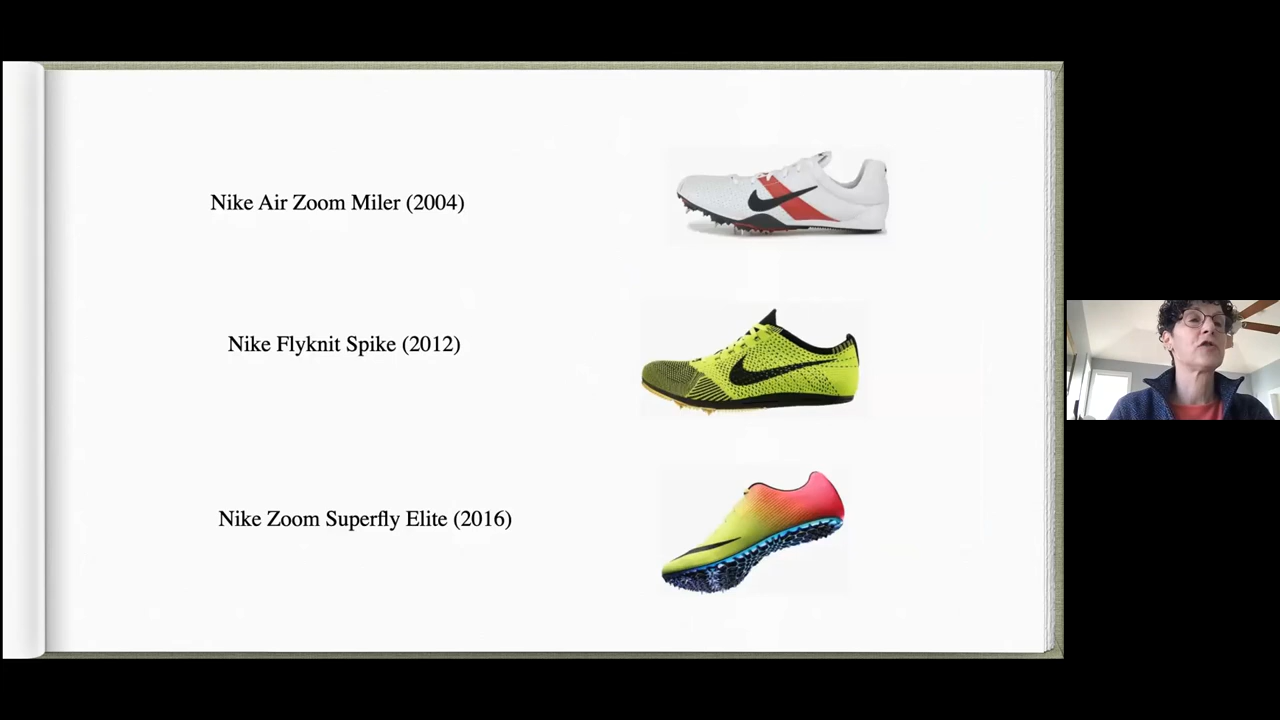 Nike Air Zoom Miler (2004)
Nike Flyknit Spike (2012)
Nike Zoom Superfly Elite (2016)